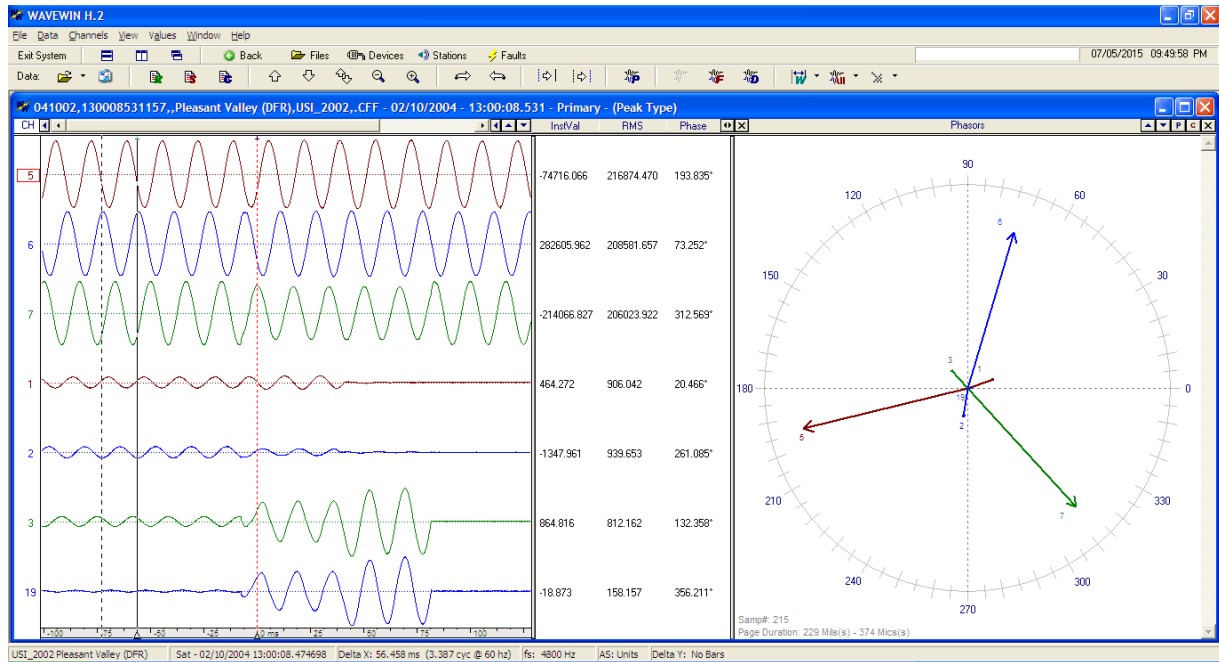 WAVEWIN H.2
File Data Channels View Values Window Help
Exit System Back Files Devices Stations Faults 07/05/2015 09:49:58 PM
Data:
041002,130008531157,,Pleasant Valley (DFR),USI_2002,.CFF - 02/10/2004 - 13:00:08.531 - Primary - (Peak Type)
CH InstVal RMS Phase Phasors P C X
5 -74716.066 216874.470 193.835°
6 282605.962 208581.657 73.252°
7 -214066.827 206023.922 312.569°
1 464.272 906.042 20.466°
2 -1347.961 939.653 261.085°
3 864.816 812.162 132.358°
19 -18.873 158.157 356.211°
-100 -75 -50 -25 0 ms 25 50 75 100
90
120 60
6
150 30
3 1
180 19 0
2
5
7
210 330
240 300
270
Samp#: 215
Page Duration: 229 Mils(s) - 374 Mics(s)
USI_2002 Pleasant Valley (DFR) Sat - 02/10/2004 13:00:08.474698 Delta X: 56.458 ms (3.387 cyc @ 60 hz) fs: 4800 Hz AS: Units Delta Y: No Bars